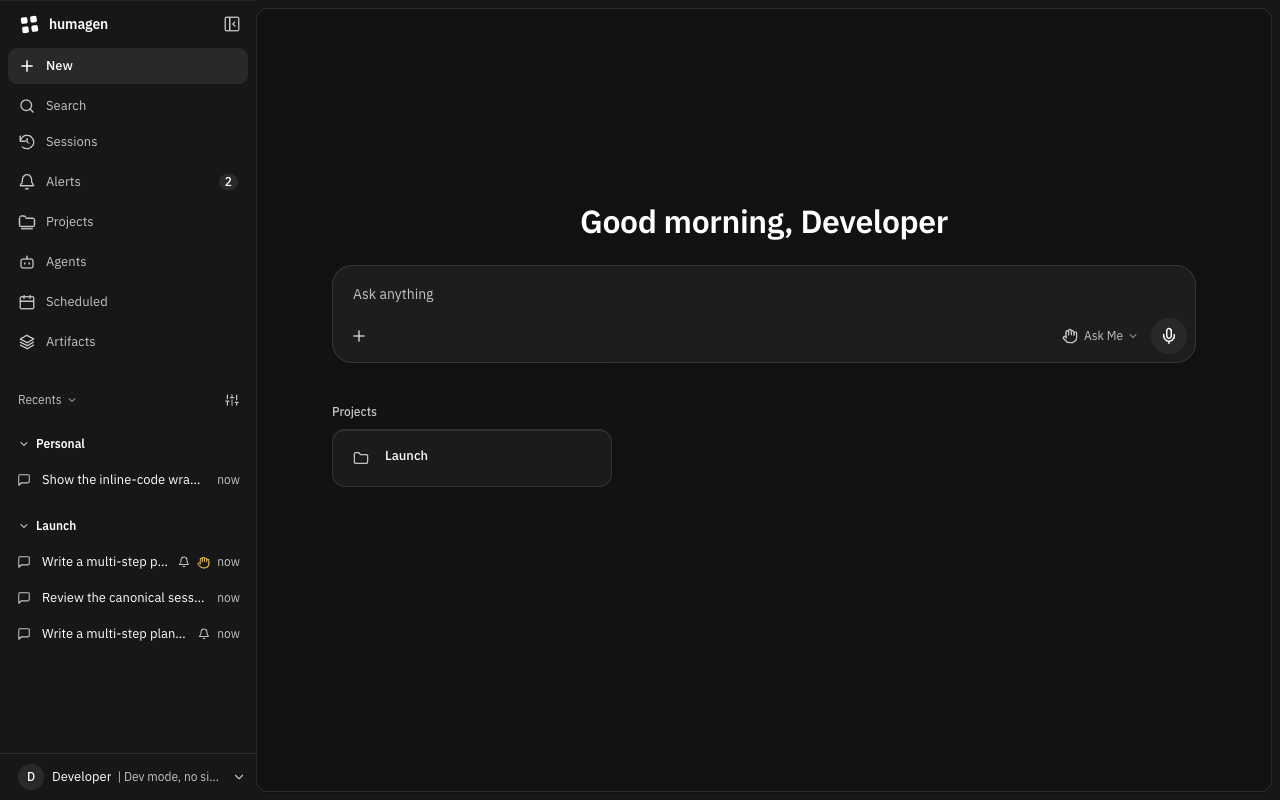 humagen
New
Search
Sessions
Alerts 2
Projects
Agents
Scheduled
Artifacts
Recents
Personal
Show the inline-code wra... now
Launch
Write a multi-step p... now
Review the canonical sess... now
Write a multi-step plan... now
D Developer | Dev mode, no si...
Good morning, Developer
Ask anything
Ask Me
Projects
Launch